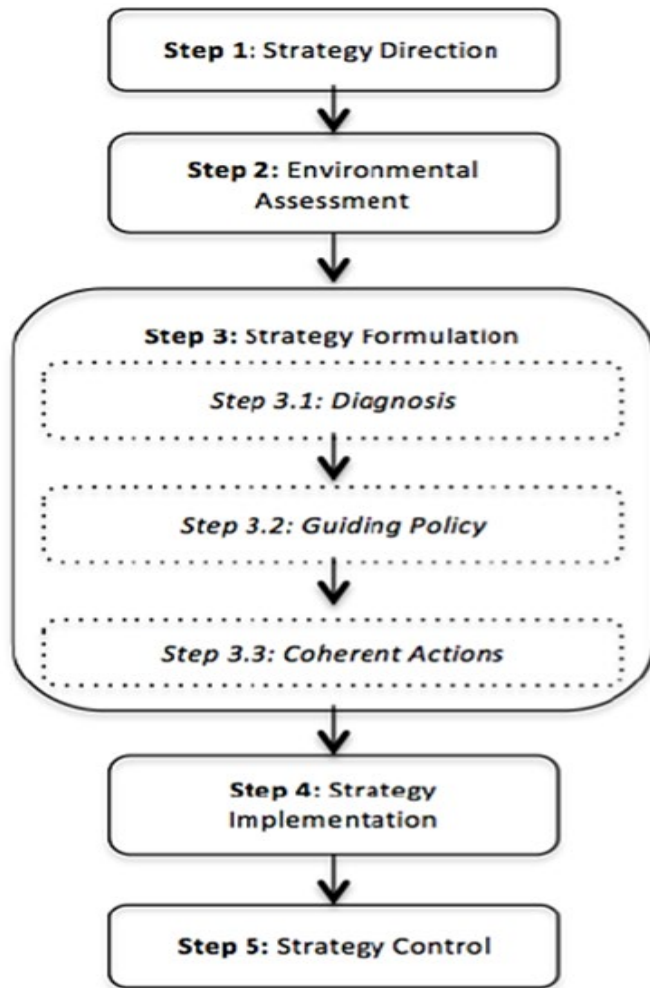 Step 1: Strategy Direction
Step 2: Environmental
Assessment
Step 3: Strategy Formulation
Step 3.1: Diagnosis
Step 3.2: Guiding Policy
Step 3.3: Coherent Actions
Step 4: Strategy
Implementation
Step 5: Strategy Control